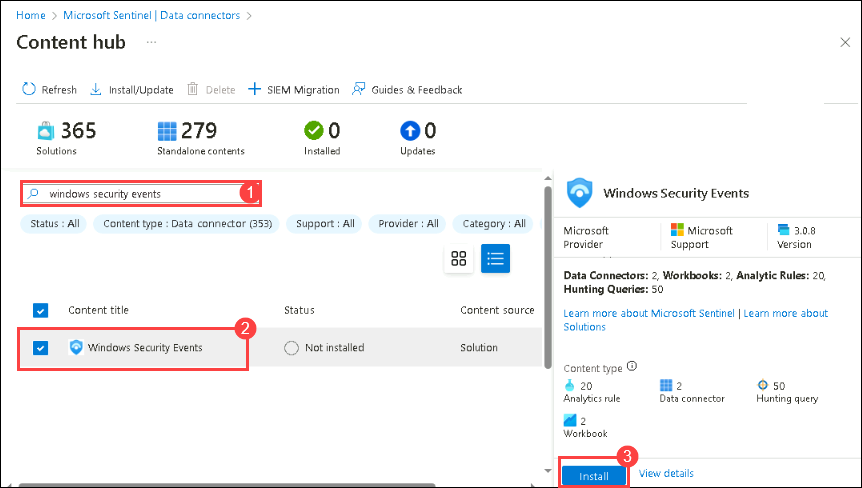 Home > Microsoft Sentinel | Data connectors >
Content hub ...
Refresh Install/Update Delete SIEM Migration Guides & Feedback
365 279 0 0
Solutions Standalone contents Installed Updates
windows security events 1
Status : All Content type : Data connector (353) Support : All Provider : All Category : All
Content title Status Content source
2
Windows Security Events Not installed Solution
Windows Security Events
Microsoft Microsoft 3.0.8
Provider Support Version
Data Connectors: 2, Workbooks: 2, Analytic Rules: 20,
Hunting Queries: 50
Learn more about Microsoft Sentinel | Learn more about
Solutions
Content type
20 2 50
Analytics rule Data connector Hunting query
2
Workbook
3
Install View details